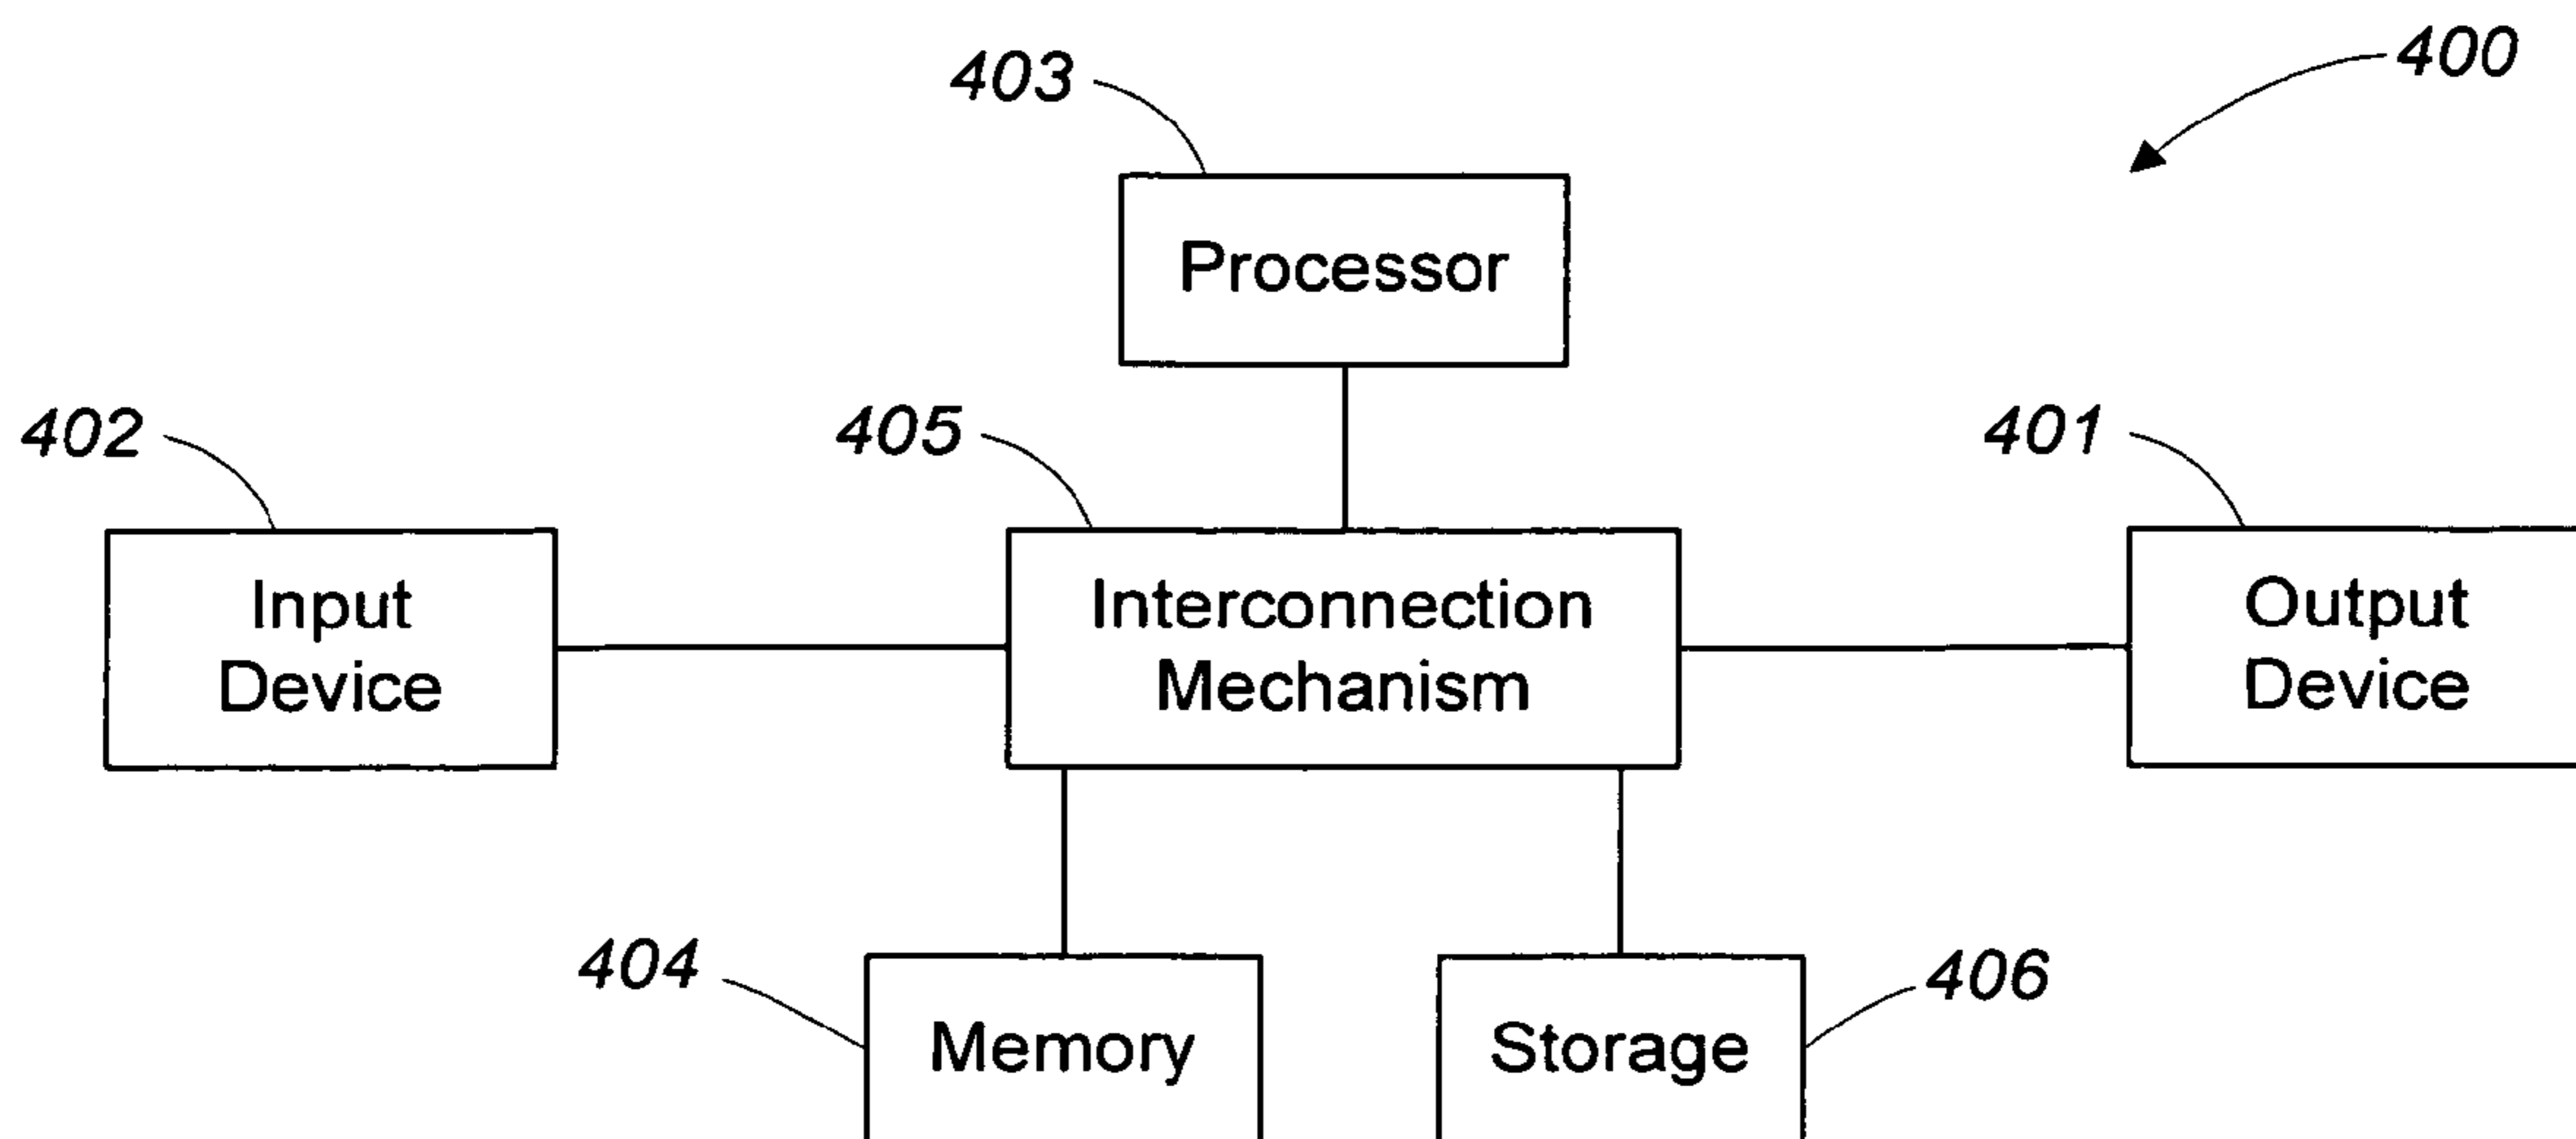 400
403
Processor
402
405
401
Input
Device
Interconnection
Mechanism
Output
Device
404
Memory
Storage
406